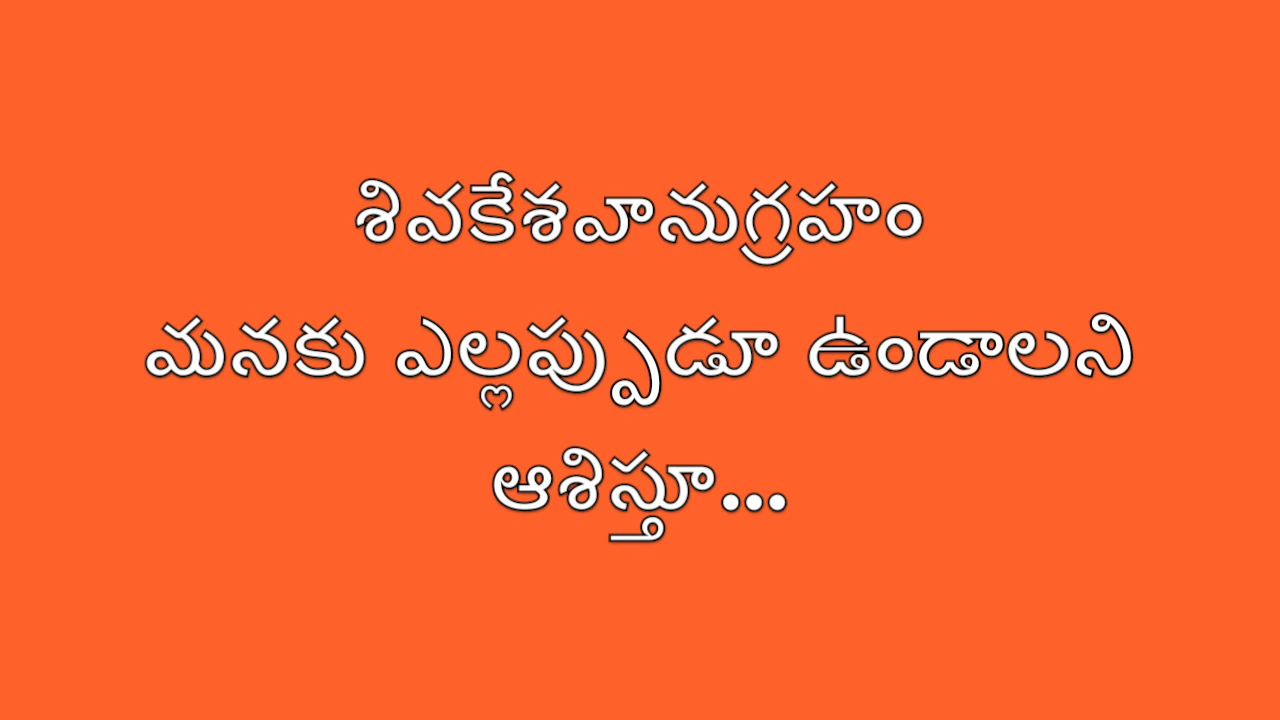 శివకేశవానుగ్రహం
మనకు ఎల్లప్పుడూ ఉండాలని
ఆశిస్తూ...